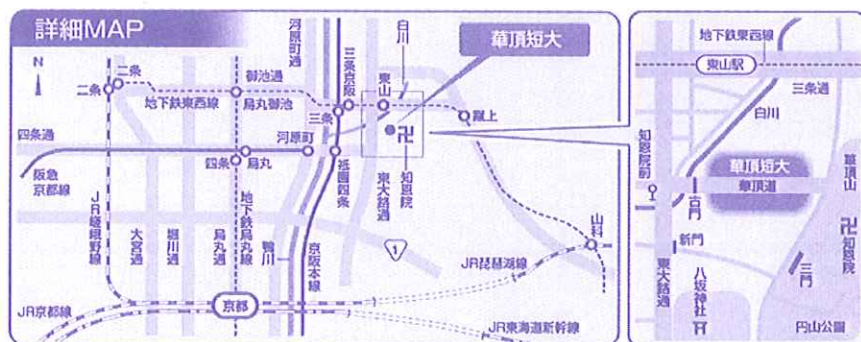 詳細MAP
華頂短大
N
河原町通
三条京阪
白川
東山
二条
二条
御池通
地下鉄東西線
烏丸御池
三条
蹴上
四条通
河原町
卍
知恩院
阪急
京都線
四条
烏丸
祇園四条
東大路通
JR嵯峨野線
大宮通
堀川通
烏丸通
地下鉄烏丸線
鴨川
京阪本線
1
山科
JR琵琶湖線
京都
JR京都線
JR東海道新幹線
地下鉄東西線
東山駅
三条通
白川
知恩院前
華頂短大
華頂道
華頂山
古門
卍
知恩院
新門
三門
東大路通
八坂神社
円山公園